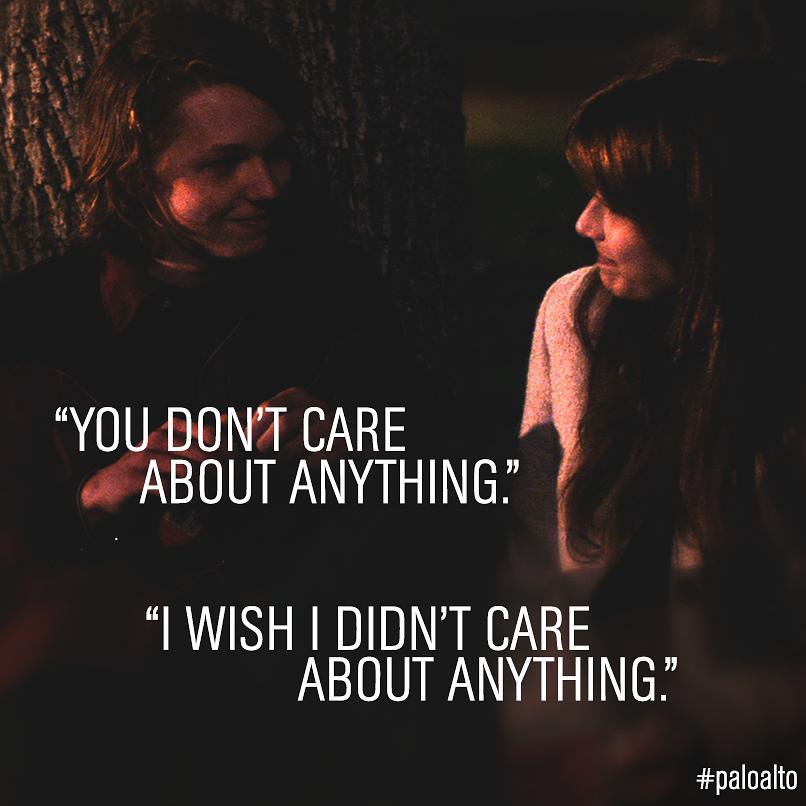 “YOU DON’T CARE
ABOUT ANYTHING.”
“I WISH I DIDN’T CARE
ABOUT ANYTHING.”
#paloalto